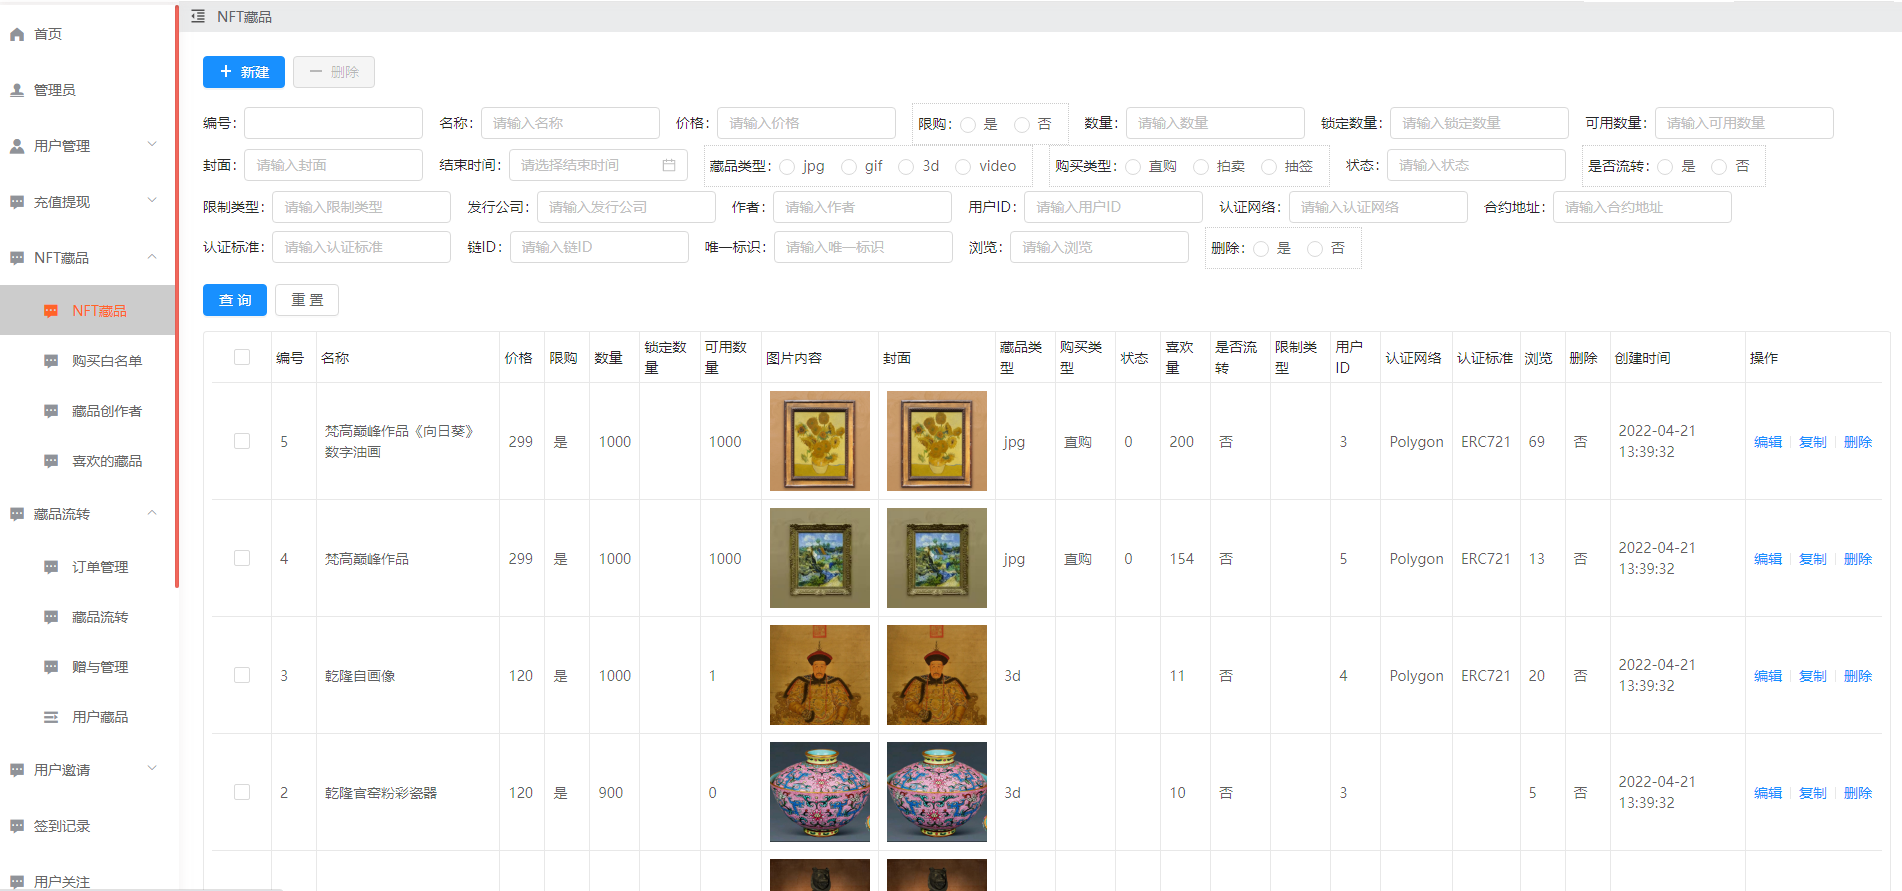 首页
管理员
用户管理
充值提现
NFT藏品
NFT藏品
购买白名单
藏品创作者
喜欢的藏品
藏品流转
订单管理
藏品流转
赠与管理
用户藏品
用户邀请
签到记录
用户关注
NFT藏品
+ 新建 — 删除
编号: 名称: 请输入名称 价格: 请输入价格 限购: 是 否 数量: 请输入数量 锁定数量: 请输入锁定数量 可用数量: 请输入可用数量
封面: 请输入封面 结束时间: 请选择结束时间 藏品类型: jpg gif 3d video 购买类型: 直购 拍卖 抽签 状态: 请输入状态 是否流转: 是 否
限制类型: 请输入限制类型 发行公司: 请输入发行公司 作者: 请输入作者 用户ID: 请输入用户ID 认证网络: 请输入认证网络 合约地址: 请输入合约地址
认证标准: 请输入认证标准 链ID: 请输入链ID 唯一标识: 请输入唯一标识 浏览: 请输入浏览 删除: 是 否
查 询 重 置
编号 名称 价格 限购 数量 锁定数量 可用数量 图片内容 封面 藏品类型 购买类型 状态 喜欢量 是否流转 限制类型 用户ID 认证网络 认证标准 浏览 删除 创建时间 操作
5 梵高巅峰作品《向日葵》数字油画 299 是 1000 1000 jpg 直购 0 200 否 3 Polygon ERC721 69 否 2022-04-21 13:39:32 编辑 复制 删除
4 梵高巅峰作品 299 是 1000 1000 jpg 直购 0 154 否 5 Polygon ERC721 13 否 2022-04-21 13:39:32 编辑 复制 删除
3 乾隆自画像 120 是 1000 1 3d 11 否 4 Polygon ERC721 20 否 2022-04-21 13:39:32 编辑 复制 删除
2 乾隆官窑粉彩瓷器 120 是 900 0 3d 10 否 3 5 否 2022-04-21 13:39:32 编辑 复制 删除